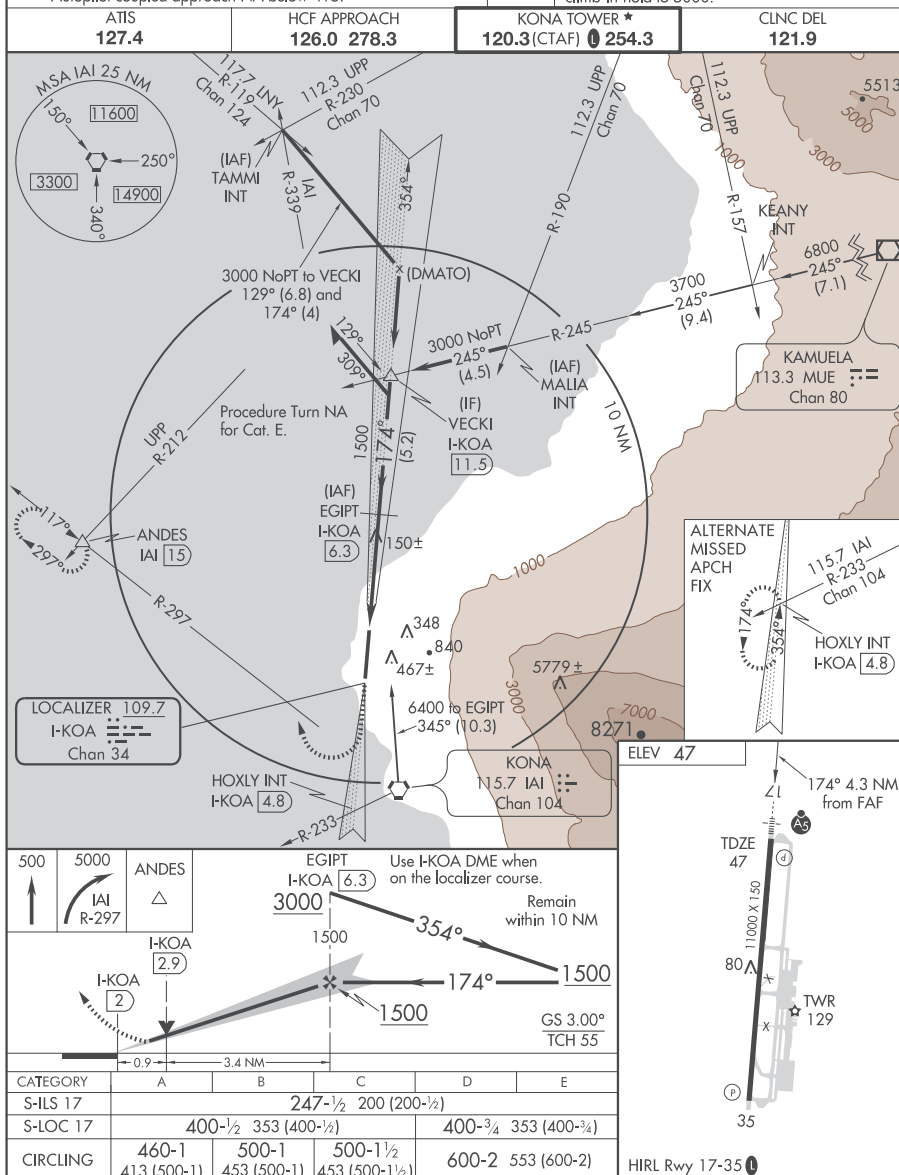 Autopilot coupled approach NA below 1107.
climb-in-hold to 5000.
ATIS
127.4
HCF APPROACH
126.0 278.3
KONA TOWER ★
120.3(CTAF) L 254.3
CLNC DEL
121.9
MSA IAI 25 NM
150°
11600
250°
3300
14900
340°
117.7 LNY
R-119
Chan 124
112.3 UPP
R-230
Chan 70
112.3 UPP
Chan 70
R-190
112.3 UPP
Chan 70
R-157
5513
5000
3000
1000
(IAF)
TAMMI
INT
IAI
R-339
354°
KEANY
INT
6800
245°
(7.1)
3700
245°
(9.4)
R-245
x (DMATO)
3000 NoPT to VECKI
129° (6.8) and
174° (4)
129°
309°
3000 NoPT
245°
(4.5)
(IAF)
MALIA
INT
KAMUELA
113.3 MUE
Chan 80
10 NM
Procedure Turn NA
for Cat. E.
(IF)
VECKI
I-KOA
11.5
1500
174°
(5.2)
UPP
R-212
(IAF)
EGIPT
I-KOA
6.3
150±
117°
297°
ANDES
IAI 15
R-297
1000
348
840
467±
5779±
3000
7000
8271
ALTERNATE
MISSED
APCH
FIX
115.7 IAI
R-233
Chan 104
174°
354°
HOXLY INT
I-KOA 4.8
LOCALIZER 109.7
I-KOA
Chan 34
6400 to EGIPT
345° (10.3)
HOXLY INT
I-KOA 4.8
R-233
KONA
115.7 IAI
Chan 104
ELEV 47
174° 4.3 NM
from FAF
17
A5
TDZE
47
P
11000 X 150
80
X
X
TWR
129
P
35
HIRL Rwy 17-35 L
500
5000
IAI
R-297
ANDES
EGIPT
I-KOA 6.3
3000
Use I-KOA DME when
on the localizer course.
Remain
within 10 NM
1500
354°
174°
1500
1500
I-KOA
2.9
I-KOA
2
GS 3.00°
TCH 55
0.9
3.4 NM
CATEGORY A B C D E
S-ILS 17 247-½ 200 (200-½)
S-LOC 17 400-½ 353 (400-½) 400-¾ 353 (400-¾)
CIRCLING 460-1 413 (500-1) 500-1 453 (500-1) 500-1½ 453 (500-1½) 600-2 553 (600-2)